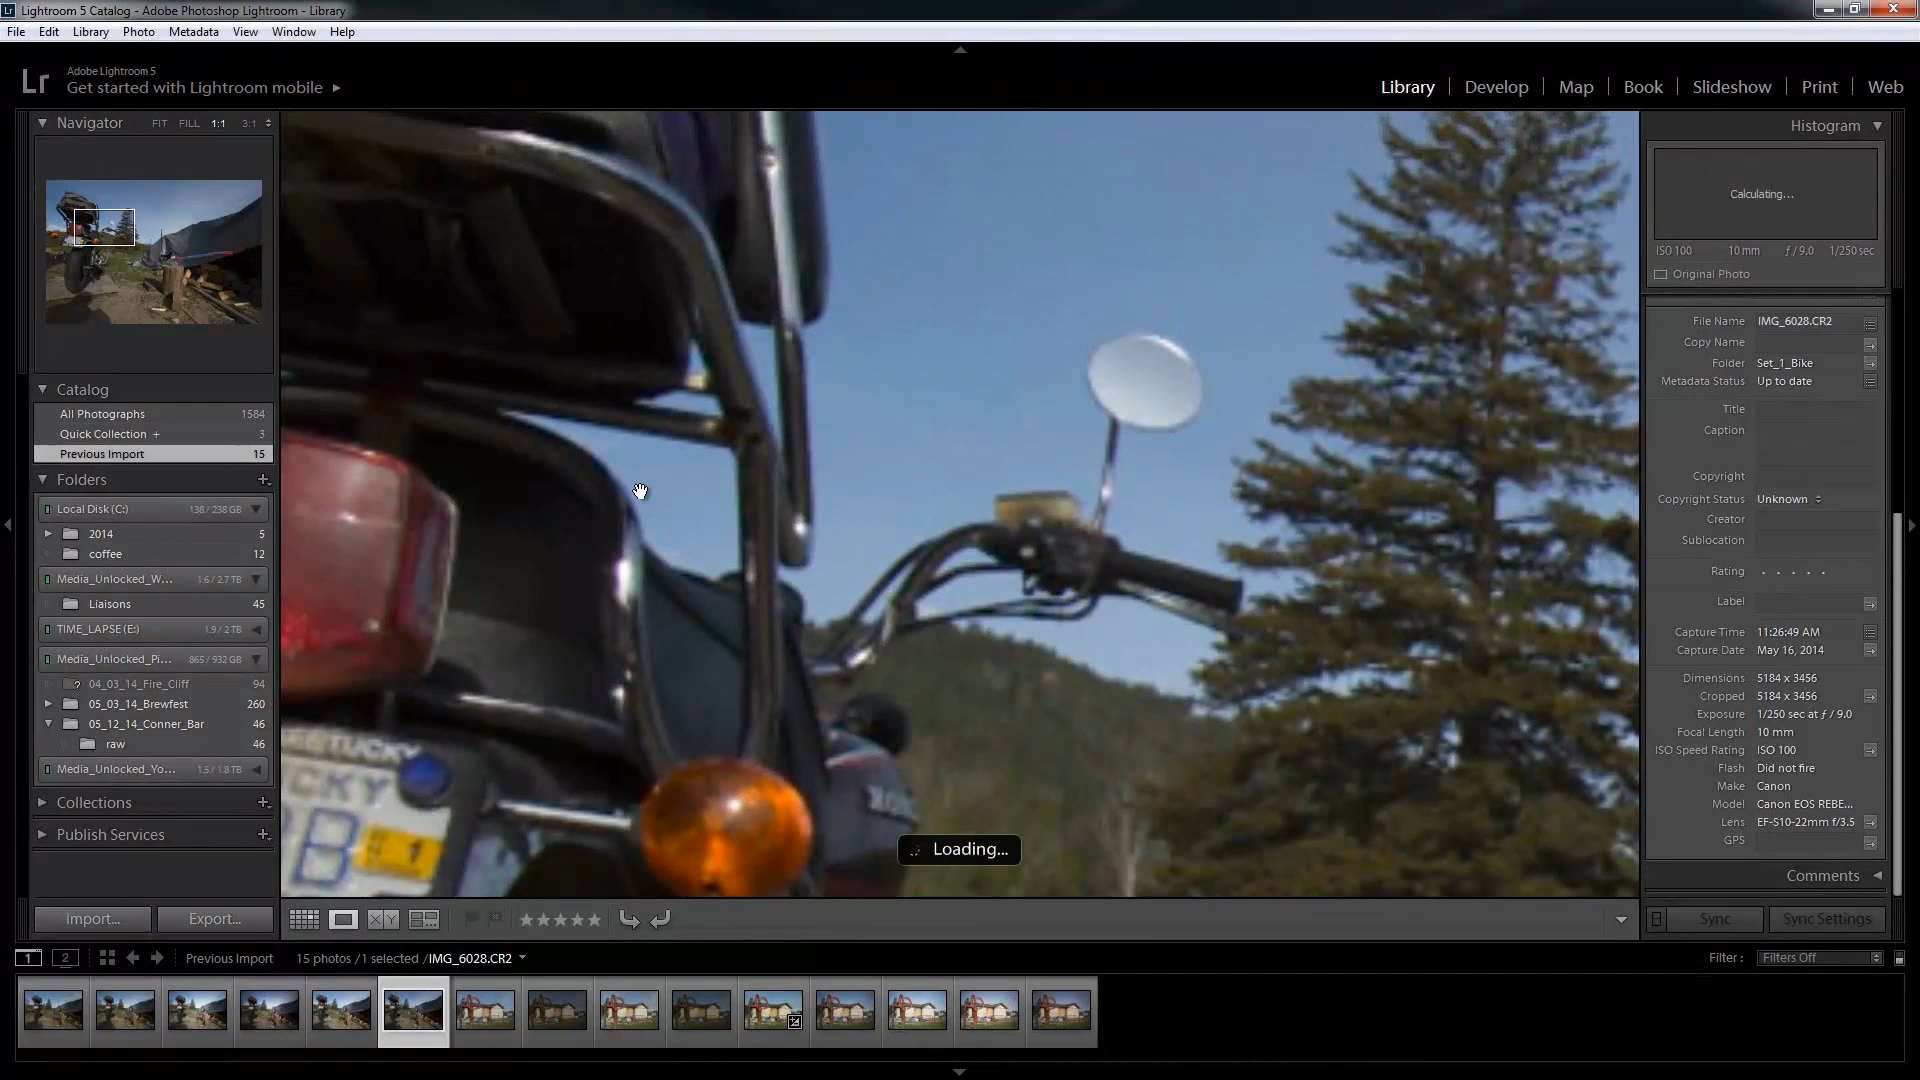 Lightroom 5 Catalog - Adobe Photoshop Lightroom - Library
File Edit Library Photo Metadata View Window Help
Lr Adobe Lightroom 5
Get started with Lightroom mobile
Library Develop Map Book Slideshow Print Web
Navigator FIT FILL 1:1 3:1
Catalog
All Photographs 1584
Quick Collection + 3
Previous Import 15
Folders
Local Disk (C:) 138 / 238 GB
2014 5
coffee 12
Media_Unlocked_W... 1.6 / 2.7 TB
Liaisons 45
TIME_LAPSE (E:) 1.9 / 2 TB
Media_Unlocked_Pi... 865 / 932 GB
04_03_14_Fire_Cliff 94
05_03_14_Brewfest 260
05_12_14_Conner_Bar 46
raw 46
Media_Unlocked_Yo... 1.5 / 1.8 TB
Collections
Publish Services
Import... Export...
Loading...
Histogram
Calculating...
ISO 100 10 mm ƒ / 9.0 1/250 sec
Original Photo
File Name IMG_6028.CR2
Copy Name
Folder Set_1_Bike
Metadata Status Up to date
Title
Caption
Copyright
Copyright Status Unknown
Creator
Sublocation
Rating . . . . .
Label
Capture Time 11:26:49 AM
Capture Date May 16, 2014
Dimensions 5184 x 3456
Cropped 5184 x 3456
Exposure 1/250 sec at ƒ / 9.0
Focal Length 10 mm
ISO Speed Rating ISO 100
Flash Did not fire
Make Canon
Model Canon EOS REBE...
Lens EF-S10-22mm f/3.5
GPS
Comments
Sync Sync Settings
X Y
1 2 Previous Import 15 photos / 1 selected / IMG_6028.CR2 Filter : Filters Off